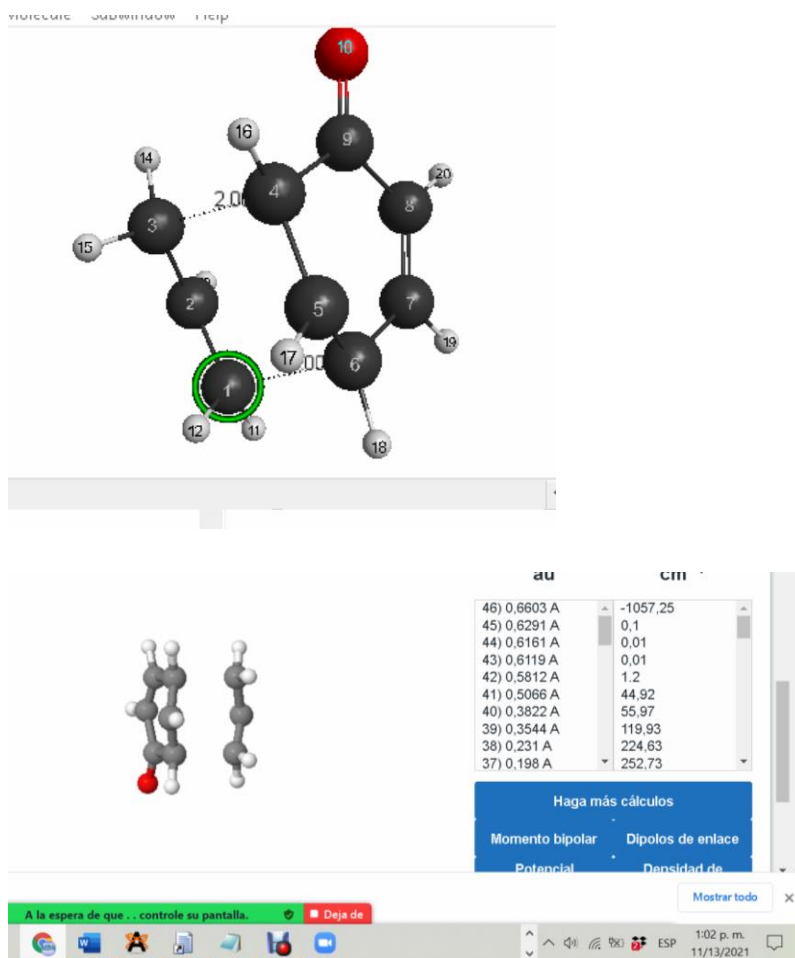 Molecule Subwindow Help
10
16
9
14
20
4
2.0
3
8
15
2
5
7
17
.00
6
19
1
12
11
18
au cm
46) 0,6603 A -1057,25
45) 0,6291 A 0,1
44) 0,6161 A 0,01
43) 0,6119 A 0,01
42) 0,5812 A 1.2
41) 0,5066 A 44,92
40) 0,3822 A 55,97
39) 0,3544 A 119,93
38) 0,231 A 224,63
37) 0,198 A 252,73
Haga más cálculos
Momento bipolar Dipolos de enlace
Potencial Densidad de
Mostrar todo
A la espera de que . . controle su pantalla. Deja de
ESP 1:02 p. m.
11/13/2021